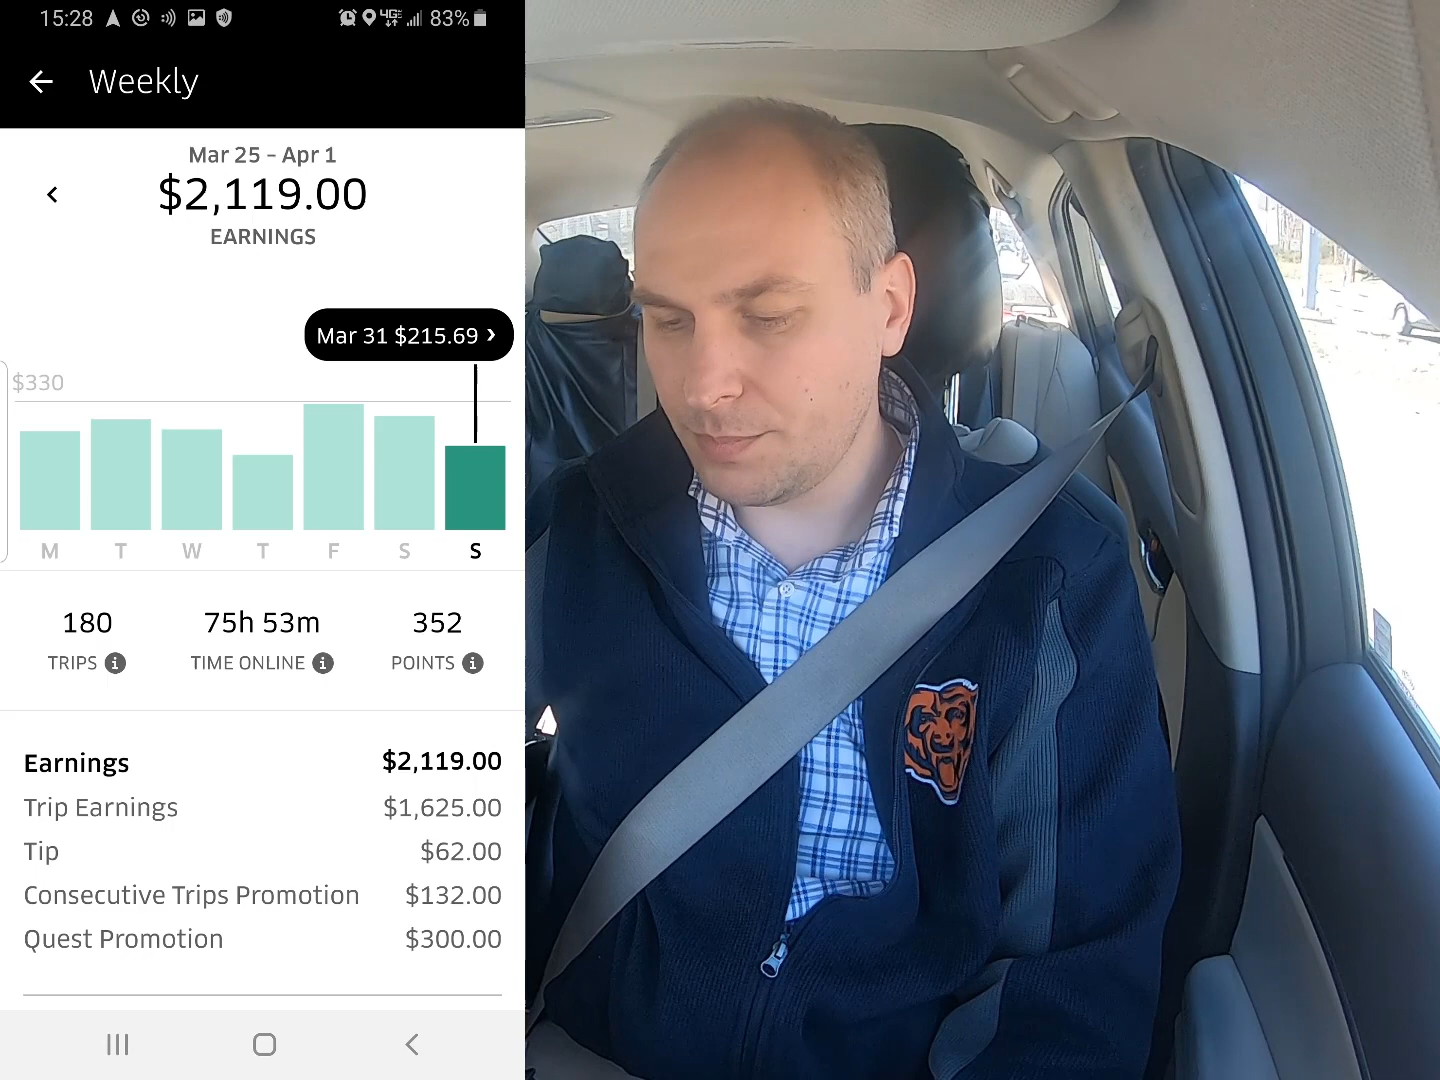 15:28 4GE 83%
Weekly
Mar 25 - Apr 1
$2,119.00
EARNINGS
Mar 31 $215.69
$330
M T W T F S S
180 75h 53m 352
TRIPS TIME ONLINE POINTS
Earnings $2,119.00
Trip Earnings $1,625.00
Tip $62.00
Consecutive Trips Promotion $132.00
Quest Promotion $300.00